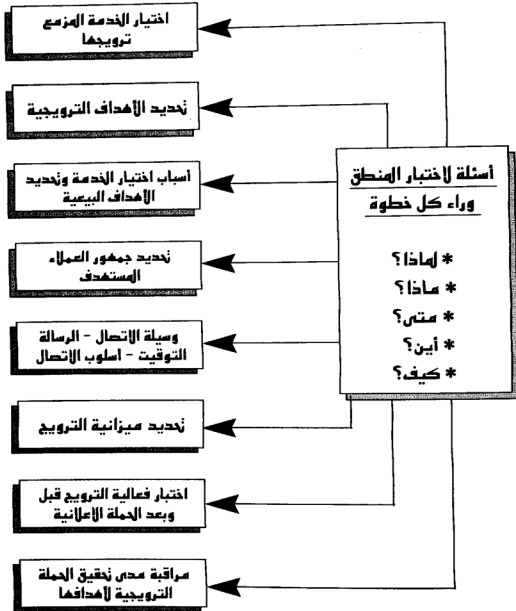 اختيار الخدمة المزمع
ترويجها
تحديد الأهداف الترويجية
أسباب اختيار الخدمة وتحديد
الأهداف البيعية
تحديد جمهور العملاء
المستهدف
وسيلة الاتصال - الرسالة
التوقيت - أسلوب الاتصال
تحديد ميزانية الترويج
اختبار فعالية الترويج قبل
وبعد الحملة الاعلانية
مراقبة مدى تحقيق الحملة
الترويجية لأهدافها
أسئلة لاختبار المنطق
وراء كل خطوة
* لماذا؟
* ماذا؟
* متى؟
* أين؟
* كيف؟